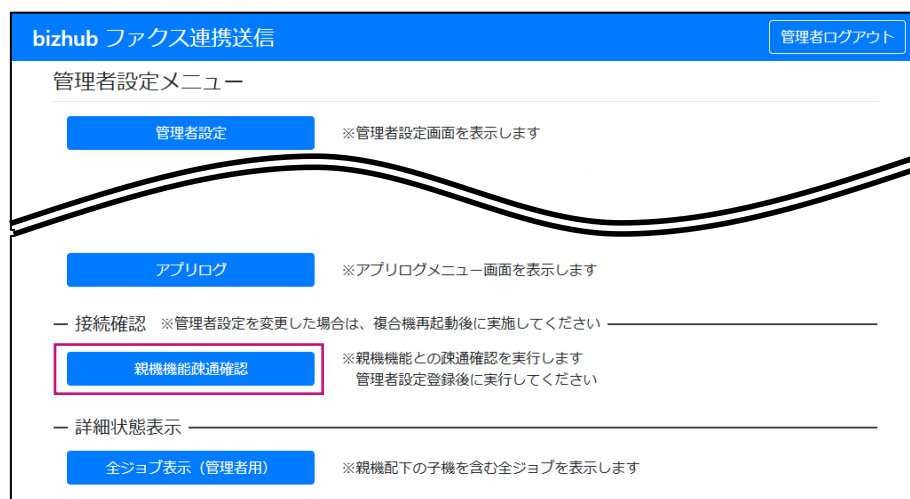 bizhub ファクス連携送信
管理者ログアウト
管理者設定メニュー
管理者設定
※管理者設定画面を表示します
アプリログ
※アプリログメニュー画面を表示します
接続確認 ※管理者設定を変更した場合は、複合機再起動後に実施してください
親機機能疎通確認
※親機機能との疎通確認を実行します
管理者設定登録後に実行してください
詳細状態表示
全ジョブ表示（管理者用）
※親機配下の子機を含む全ジョブを表示します